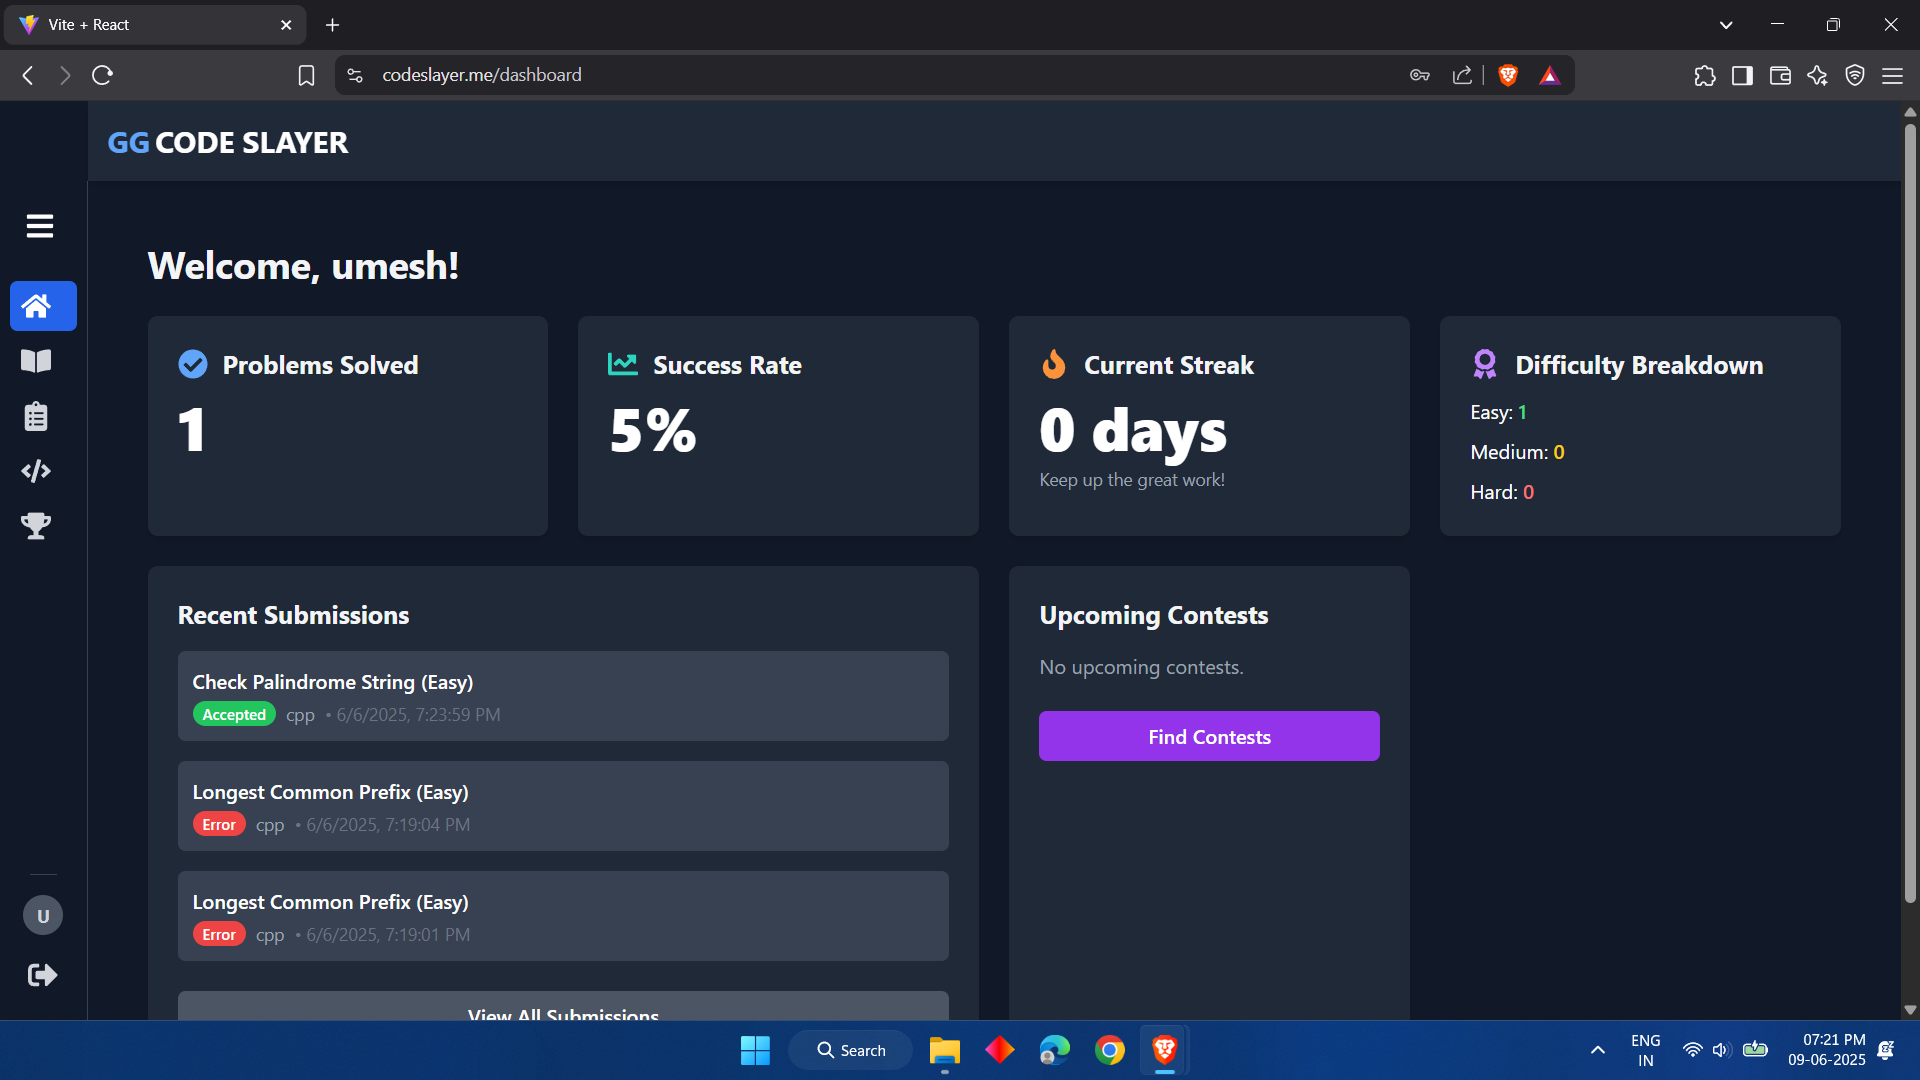 Vite + React
codeslayer.me/dashboard
GG CODE SLAYER
Welcome, umesh!
Problems Solved
1
Success Rate
5%
Current Streak
0 days
Keep up the great work!
Difficulty Breakdown
Easy: 1
Medium: 0
Hard: 0
Recent Submissions
Check Palindrome String (Easy)
Accepted cpp • 6/6/2025, 7:23:59 PM
Longest Common Prefix (Easy)
Error cpp • 6/6/2025, 7:19:04 PM
Longest Common Prefix (Easy)
Error cpp • 6/6/2025, 7:19:01 PM
View All Submissions
Upcoming Contests
No upcoming contests.
Find Contests
U
Search
ENG
IN
07:21 PM
09-06-2025